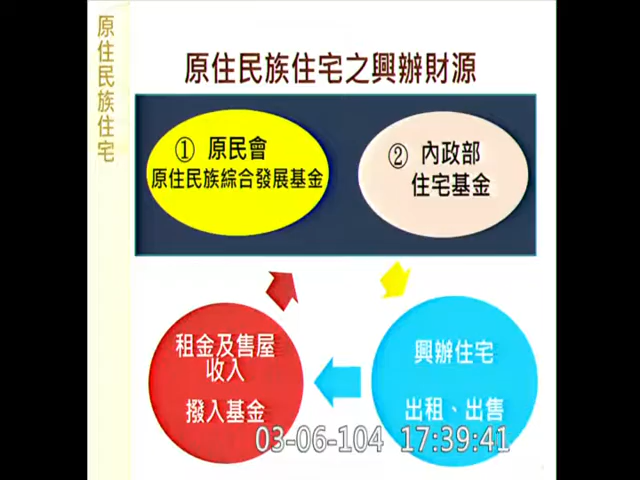 原住民族住宅
原住民族住宅之興辦財源
① 原民會
原住民族綜合發展基金
② 內政部
住宅基金
租金及售屋
收入
撥入基金
興辦住宅
出租、出售
03-06-104 17:39:41